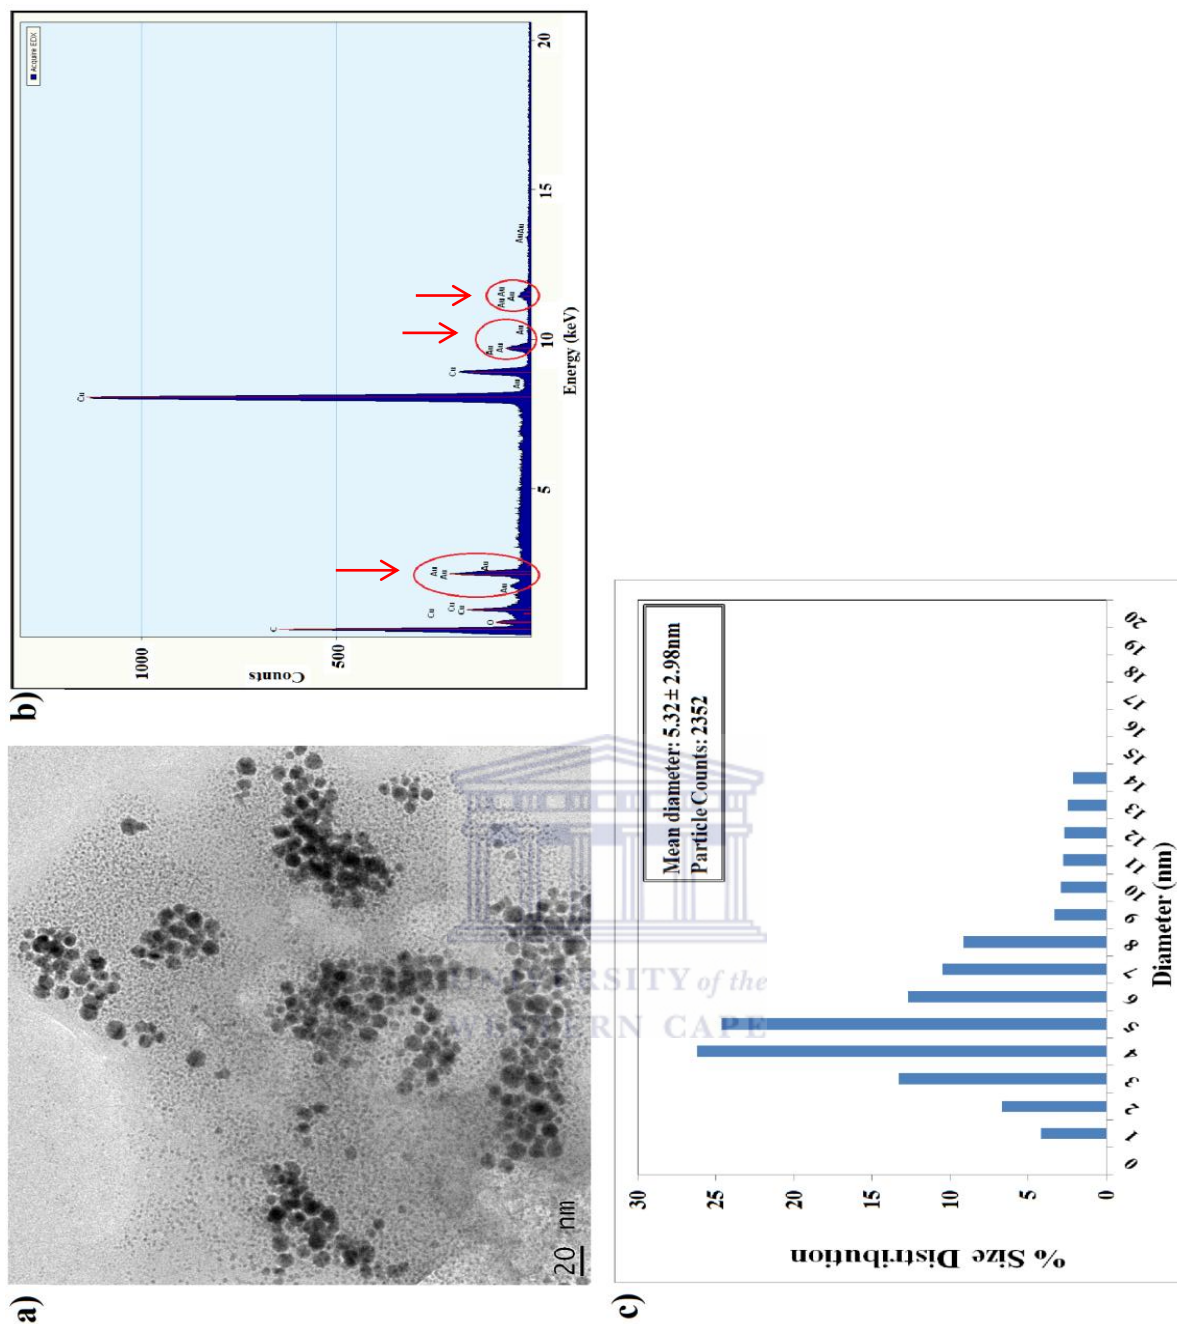 a)
20 nm
b)
Acquire EDX
Counts
1000
500
C
O
Cu
Cu
Cu
Au
Au
Au
Au
Cu
Au
Cu
Au
Au
Au
Au
Au
Au
AuAu
5
10
15
20
Energy (keV)
c)
% Size Distribution
30
25
20
15
10
5
0
Mean diameter: 5.32 ± 2.98nm
Particle Counts: 2352
0 1 2 3 4 5 6 7 8 9 10 11 12 13 14 15 16 17 18 19 20
Diameter (nm)
UNIVERSITY of the
WESTERN CAPE